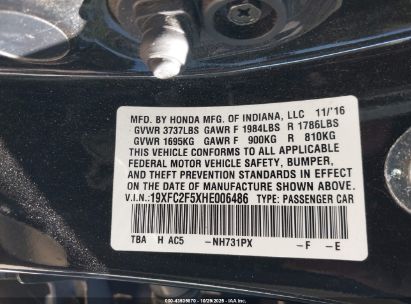 MFD. BY HONDA MFG. OF INDIANA, LLC 11/'16
GVWR 3737LBS GAWR F 1984LBS R 1786LBS
GVWR 1695KG GAWR F 900KG R 810KG
THIS VEHICLE CONFORMS TO ALL APPLICABLE
FEDERAL MOTOR VEHICLE SAFETY, BUMPER,
AND THEFT PREVENTION STANDARDS IN EFFECT
ON THE DATE OF MANUFACTURE SHOWN ABOVE.
V.I.N: 19XFC2F5XHE006486 TYPE: PASSENGER CAR
TBA H AC5 -NH731PX -F -E